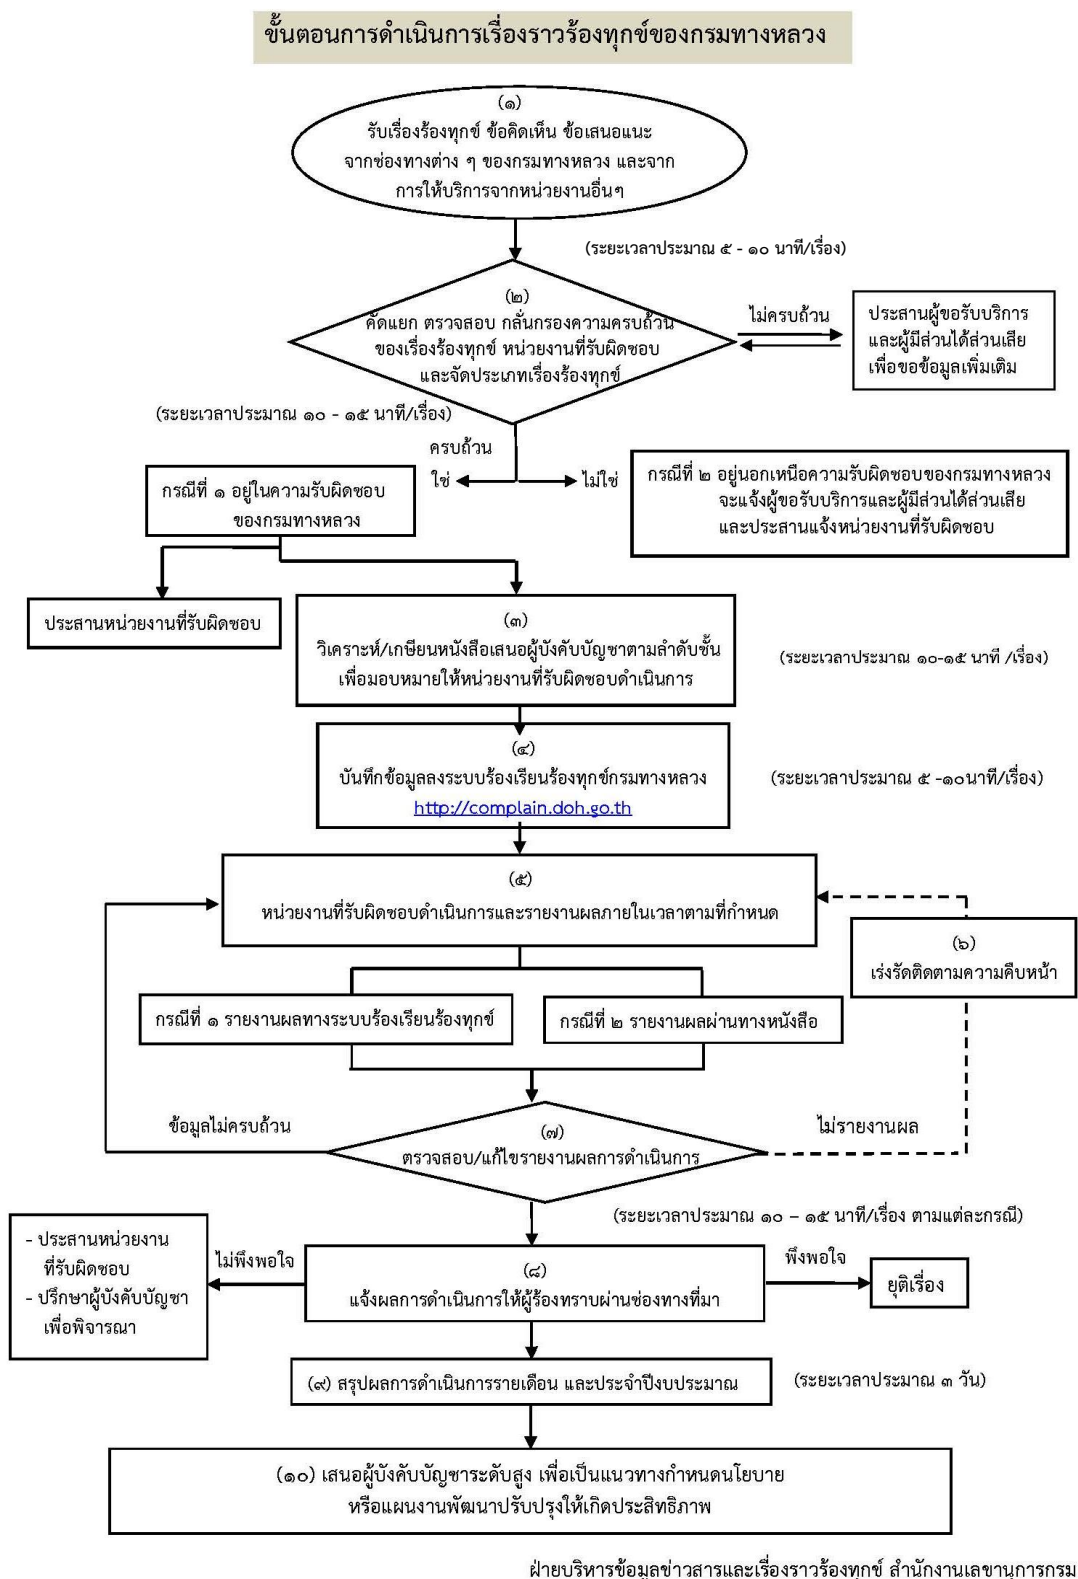 ขั้นตอนการดำเนินการเรื่องราวร้องทุกข์ของกรมทางหลวง
(๑)
รับเรื่องร้องทุกข์ ข้อคิดเห็น ข้อเสนอแนะ
จากช่องทางต่าง ๆ ของกรมทางหลวง และจาก
การให้บริการจากหน่วยงานอื่นๆ
(ระยะเวลาประมาณ ๕ - ๑๐ นาที/เรื่อง)
(๒)
คัดแยก ตรวจสอบ กลั่นกรองความครบถ้วน
ของเรื่องร้องทุกข์ หน่วยงานที่รับผิดชอบ
และจัดประเภทเรื่องร้องทุกข์
ไม่ครบถ้วน
ประสานผู้ขอรับบริการ
และผู้มีส่วนได้ส่วนเสีย
เพื่อขอข้อมูลเพิ่มเติม
(ระยะเวลาประมาณ ๑๐ - ๑๕ นาที/เรื่อง)
ครบถ้วน
ใช่
ไม่ใช่
กรณีที่ ๑ อยู่ในความรับผิดชอบ
ของกรมทางหลวง
กรณีที่ ๒ อยู่นอกเหนือความรับผิดชอบของกรมทางหลวง
จะแจ้งผู้ขอรับบริการและผู้มีส่วนได้ส่วนเสีย
และประสานแจ้งหน่วยงานที่รับผิดชอบ
ประสานหน่วยงานที่รับผิดชอบ
(๓)
วิเคราะห์/เกษียนหนังสือเสนอผู้บังคับบัญชาตามลำดับชั้น
เพื่อมอบหมายให้หน่วยงานที่รับผิดชอบดำเนินการ
(ระยะเวลาประมาณ ๑๐-๑๕ นาที /เรื่อง)
(๔)
บันทึกข้อมูลลงระบบร้องเรียนร้องทุกข์กรมทางหลวง
http://complain.doh.go.th
(ระยะเวลาประมาณ ๕ -๑๐นาที/เรื่อง)
(๕)
หน่วยงานที่รับผิดชอบดำเนินการและรายงานผลภายในเวลาตามที่กำหนด
(๖)
เร่งรัดติดตามความคืบหน้า
กรณีที่ ๑ รายงานผลทางระบบร้องเรียนร้องทุกข์
กรณีที่ ๒ รายงานผลผ่านทางหนังสือ
ข้อมูลไม่ครบถ้วน
(๗)
ตรวจสอบ/แก้ไขรายงานผลการดำเนินการ
ไม่รายงานผล
(ระยะเวลาประมาณ ๑๐ – ๑๕ นาที/เรื่อง ตามแต่ละกรณี)
- ประสานหน่วยงาน
ที่รับผิดชอบ
- ปรึกษาผู้บังคับบัญชา
เพื่อพิจารณา
ไม่พึงพอใจ
(๘)
แจ้งผลการดำเนินการให้ผู้ร้องทราบผ่านช่องทางที่มา
พึงพอใจ
ยุติเรื่อง
(๙) สรุปผลการดำเนินการรายเดือน และประจำปีงบประมาณ
(ระยะเวลาประมาณ ๓ วัน)
(๑๐) เสนอผู้บังคับบัญชาระดับสูง เพื่อเป็นแนวทางกำหนดนโยบาย
หรือแผนงานพัฒนาปรับปรุงให้เกิดประสิทธิภาพ
ฝ่ายบริหารข้อมูลข่าวสารและเรื่องราวร้องทุกข์ สำนักงานเลขานุการกรม